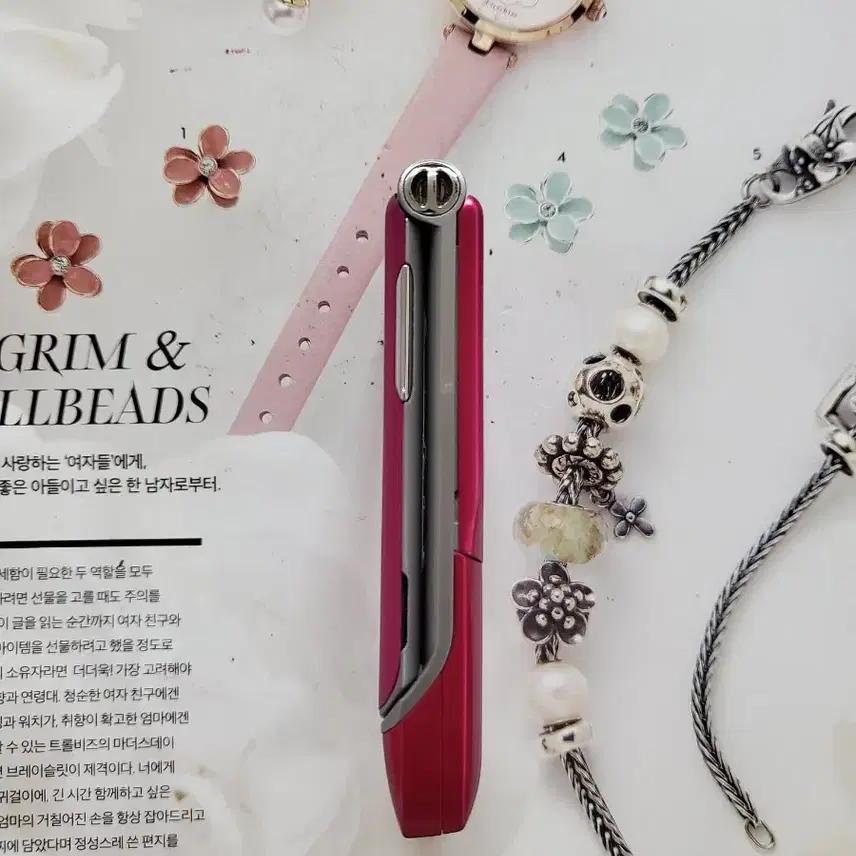 1
4
5
GRIM &
LLBEADS
사랑하는 '여자들'에게,
좋은 아들이고 싶은 한 남자로부터.
세함이 필요한 두 역할을 모두
하려면 선물을 고를 때도 주의를
이 글을 읽는 순간까지 여자 친구와
아이템을 선물하려고 했을 정도로
소유자라면 더더욱! 가장 고려해야
향과 연령대. 청순한 여자 친구에겐
과 워치가, 취향이 확고한 엄마에겐
할 수 있는 트롤비즈의 마더스데이
브레이슬릿이 제격이다. 너에게
귀걸이에, 긴 시간 함께하고 싶은
엄마의 거칠어진 손을 항상 잡아드리고
에 담았다며 정성스레 쓴 편지를